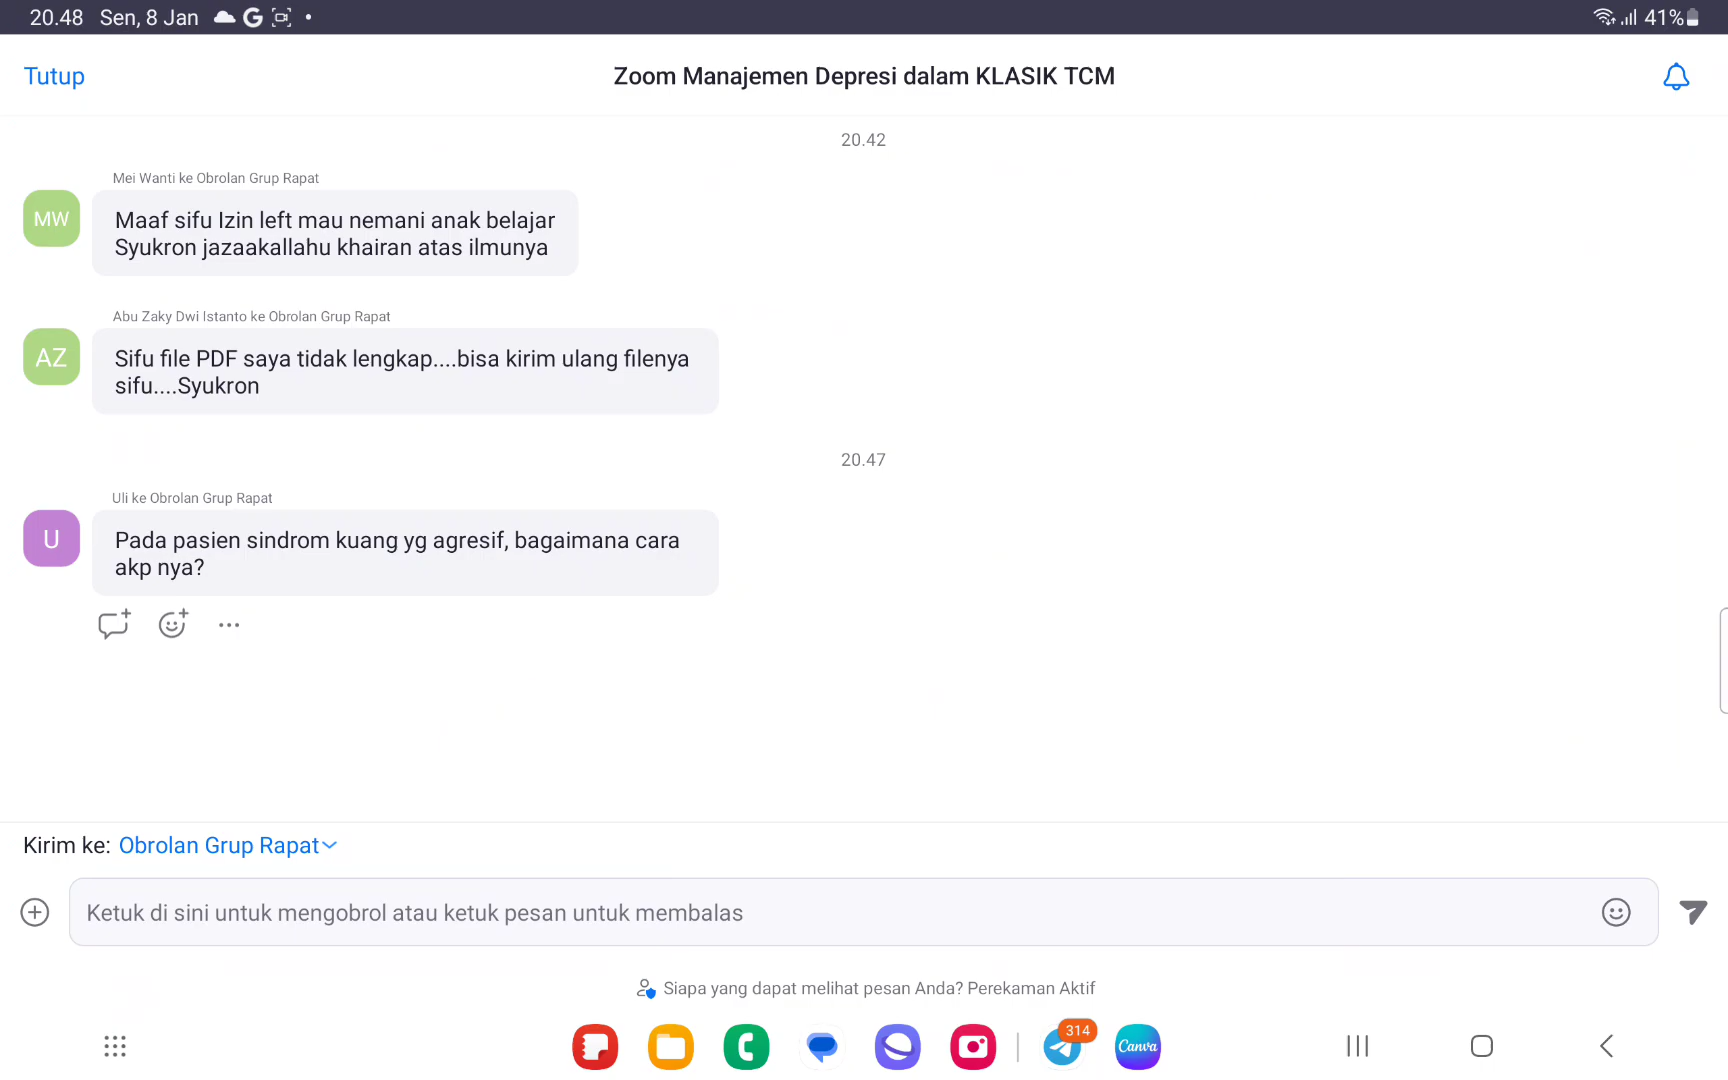 20.48 Sen, 8 Jan G 41%
Tutup
Zoom Manajemen Depresi dalam KLASIK TCM
20.42
Mei Wanti ke Obrolan Grup Rapat
MW
Maaf sifu Izin left mau nemani anak belajar
Syukron jazaakallahu khairan atas ilmunya
Abu Zaky Dwi Istanto ke Obrolan Grup Rapat
AZ
Sifu file PDF saya tidak lengkap....bisa kirim ulang filenya
sifu....Syukron
20.47
Uli ke Obrolan Grup Rapat
U
Pada pasien sindrom kuang yg agresif, bagaimana cara
akp nya?
Kirim ke: Obrolan Grup Rapat
Ketuk di sini untuk mengobrol atau ketuk pesan untuk membalas
Siapa yang dapat melihat pesan Anda? Perekaman Aktif
314
Canva